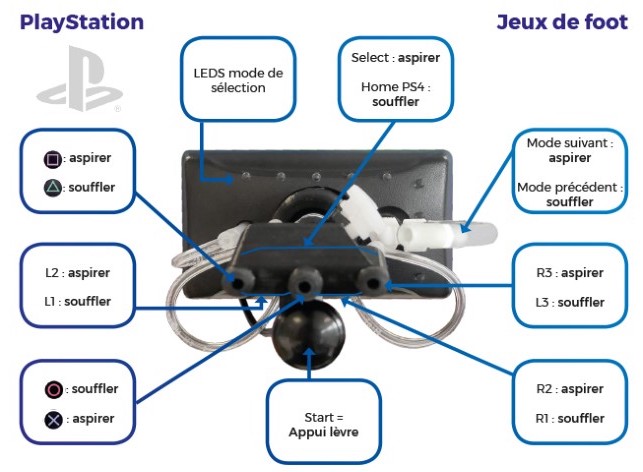 PlayStation
Jeux de foot
LEDS mode de
sélection
Select : aspirer
Home PS4 :
souffler
Mode suivant :
aspirer
Mode précédent :
souffler
: aspirer
: souffler
L2 : aspirer
L1 : souffler
R3 : aspirer
L3 : souffler
: souffler
: aspirer
Start =
Appui lèvre
R2 : aspirer
R1 : souffler